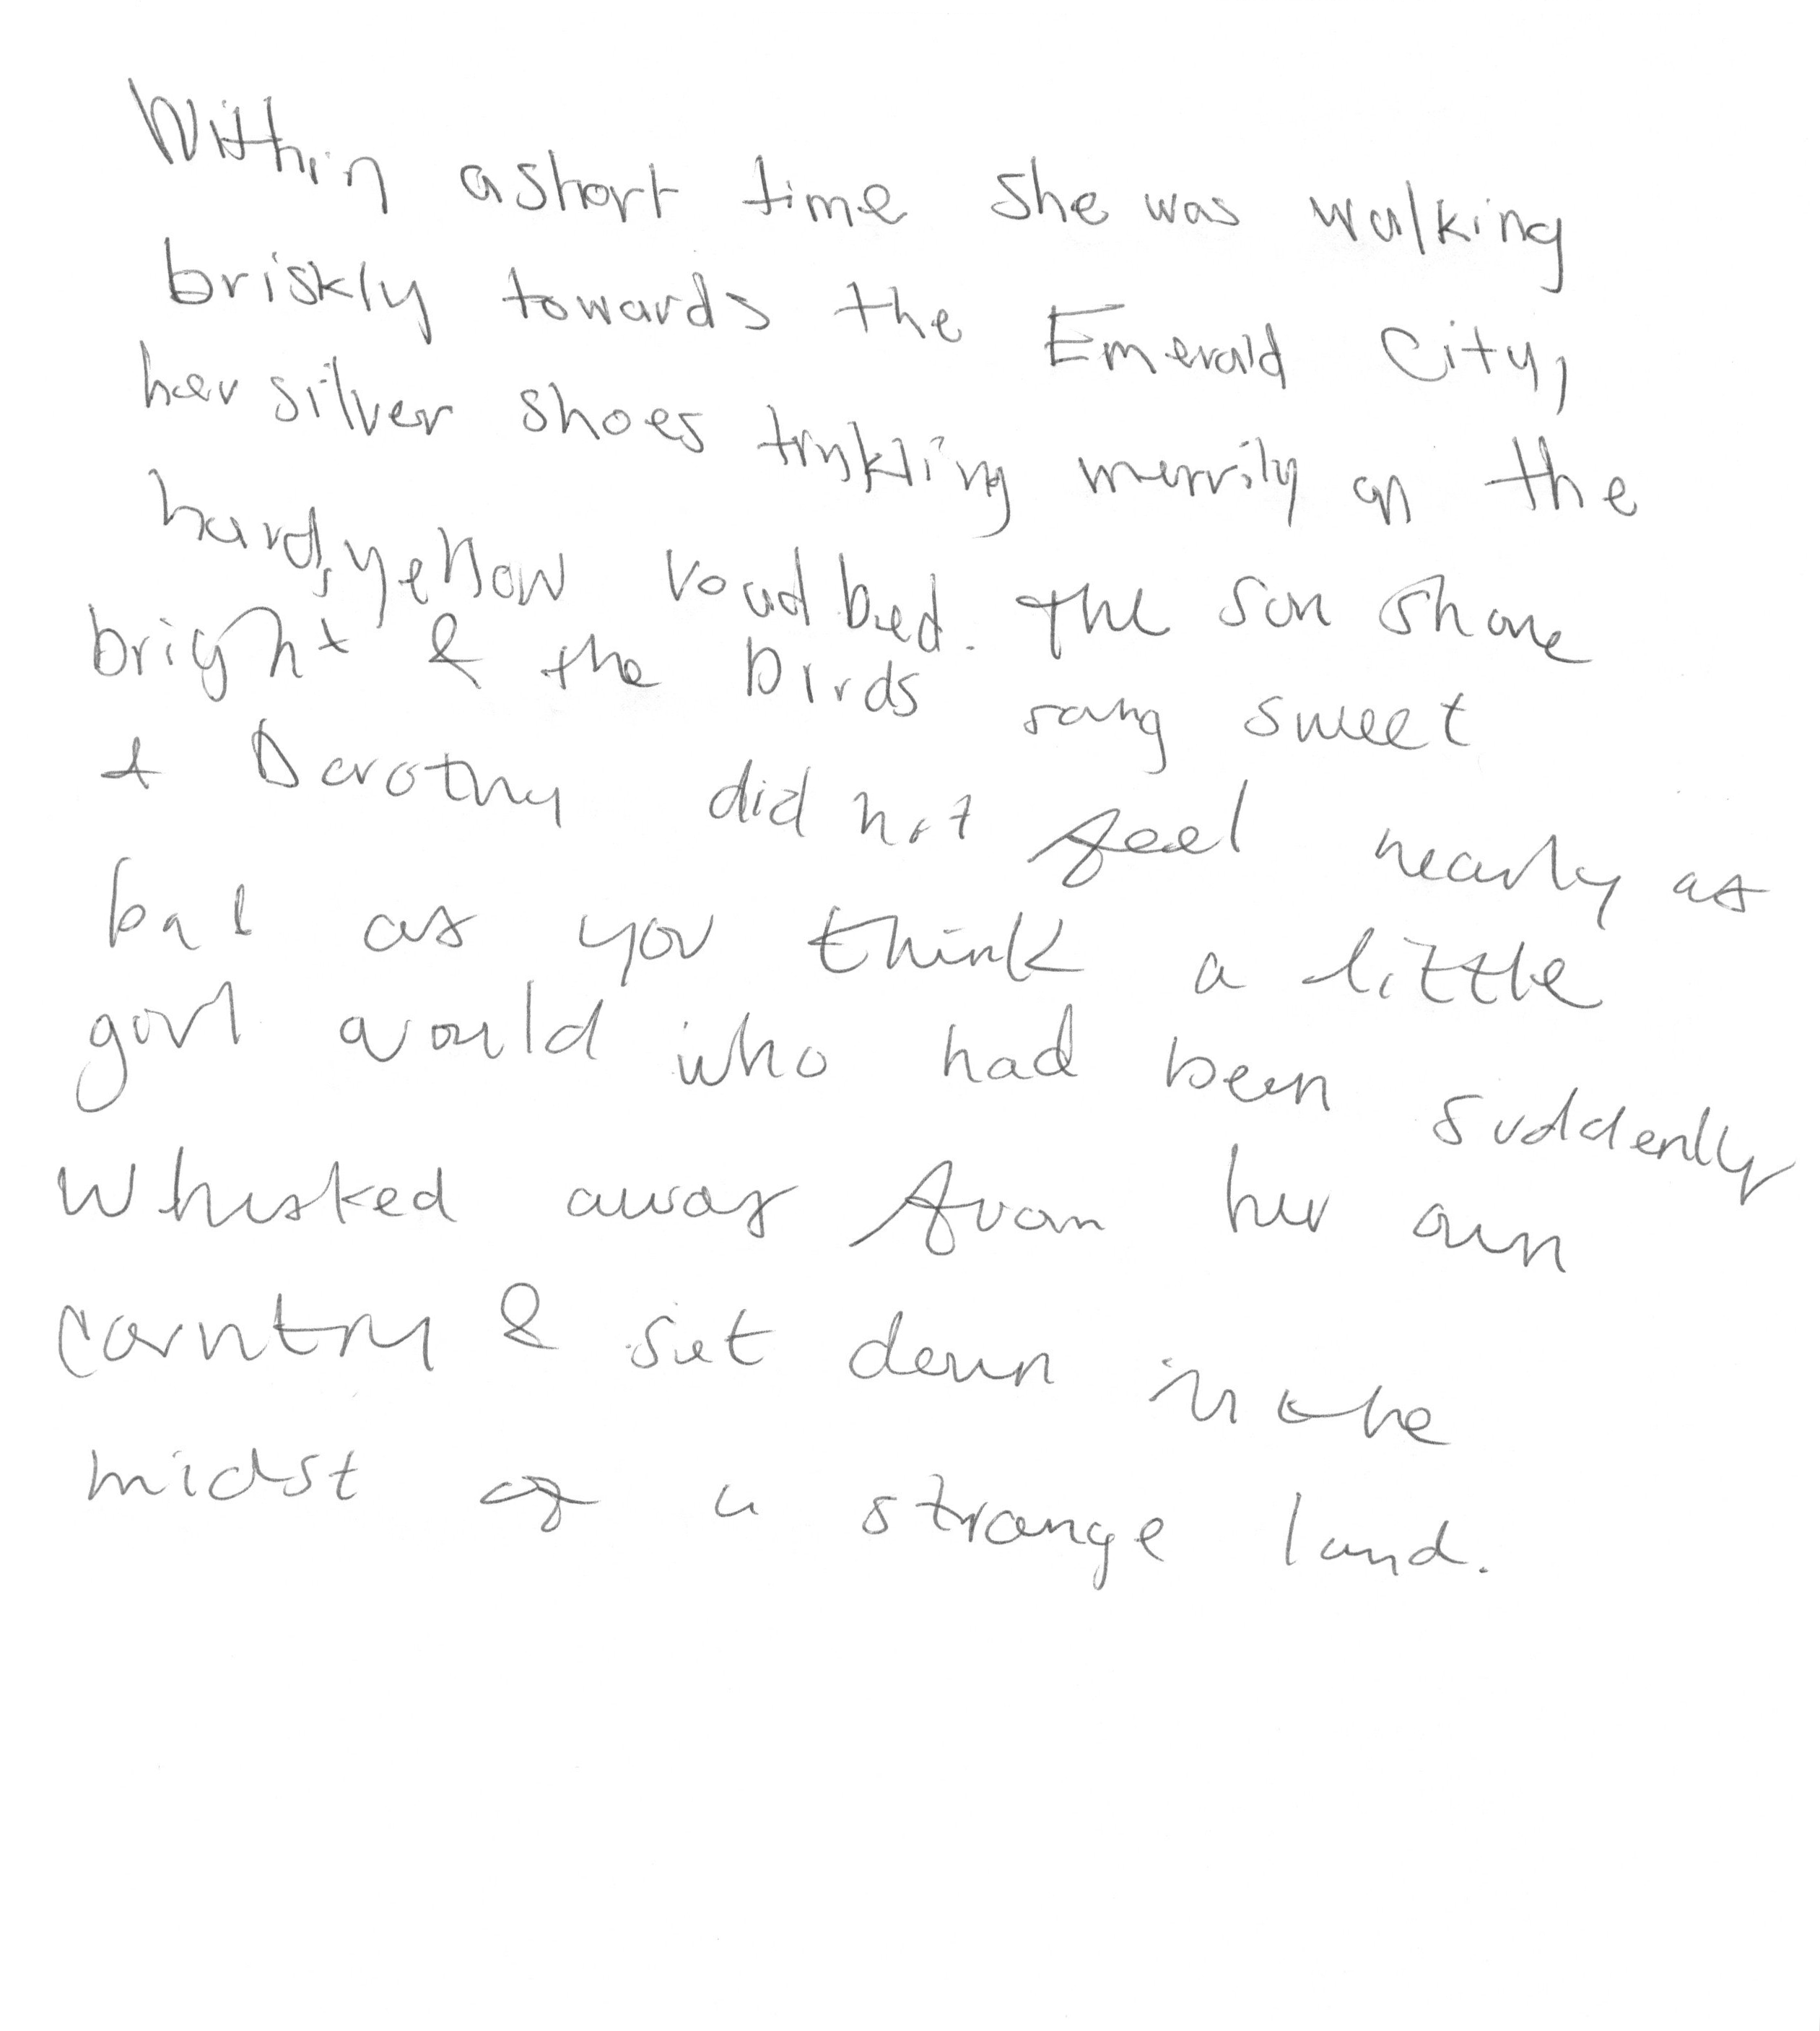 Within a short time she was walking
briskly towards the Emerald City,
her silver shoes tinkling merrily on the
hard, yellow roadbed. The sun shone
bright & the birds sang sweet
& Dorothy did not feel nearly as
bad as you think a little
girl would who had been suddenly
whisked away from her own
country & set down in the
midst of a strange land.